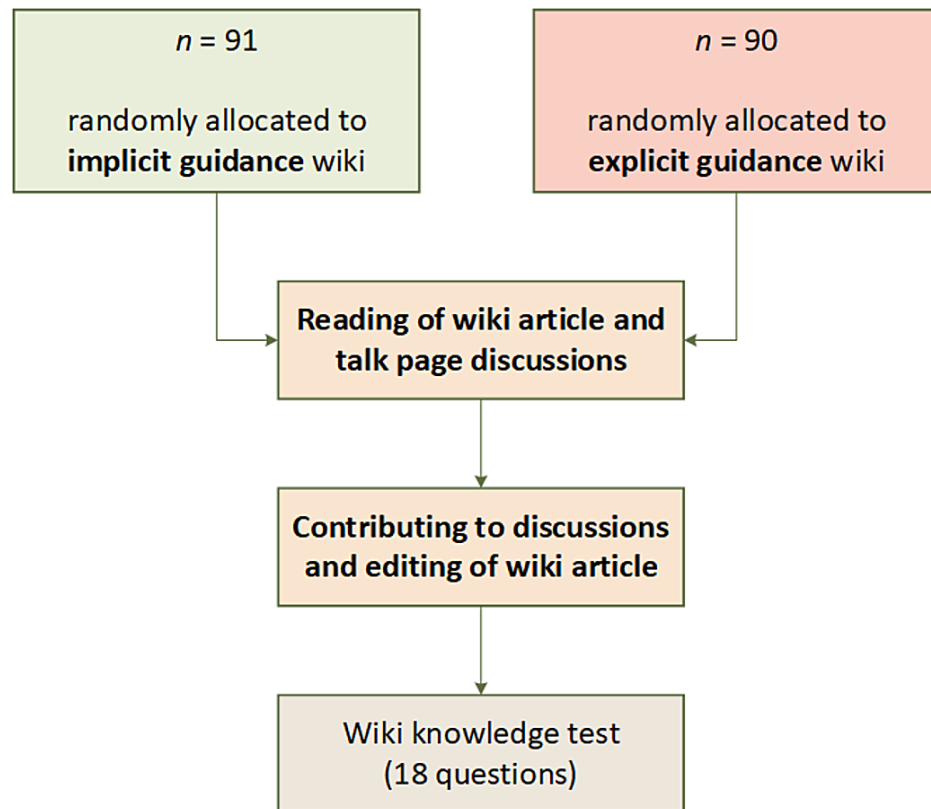 n = 91
randomly allocated to
implicit guidance wiki
n = 90
randomly allocated to
explicit guidance wiki
Reading of wiki article and
talk page discussions
Contributing to discussions
and editing of wiki article
Wiki knowledge test
(18 questions)